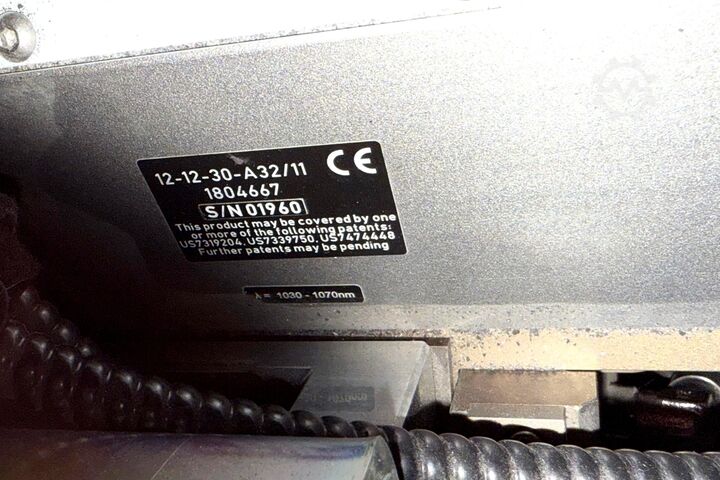 12-12-30-A32/11 CE
1804667
S/N 01960
This product may be covered by one
or more of the following patents:
US7319204. US7339750. US7474448
Further patents may be pending
λ = 1030 - 1070nm
1070nm